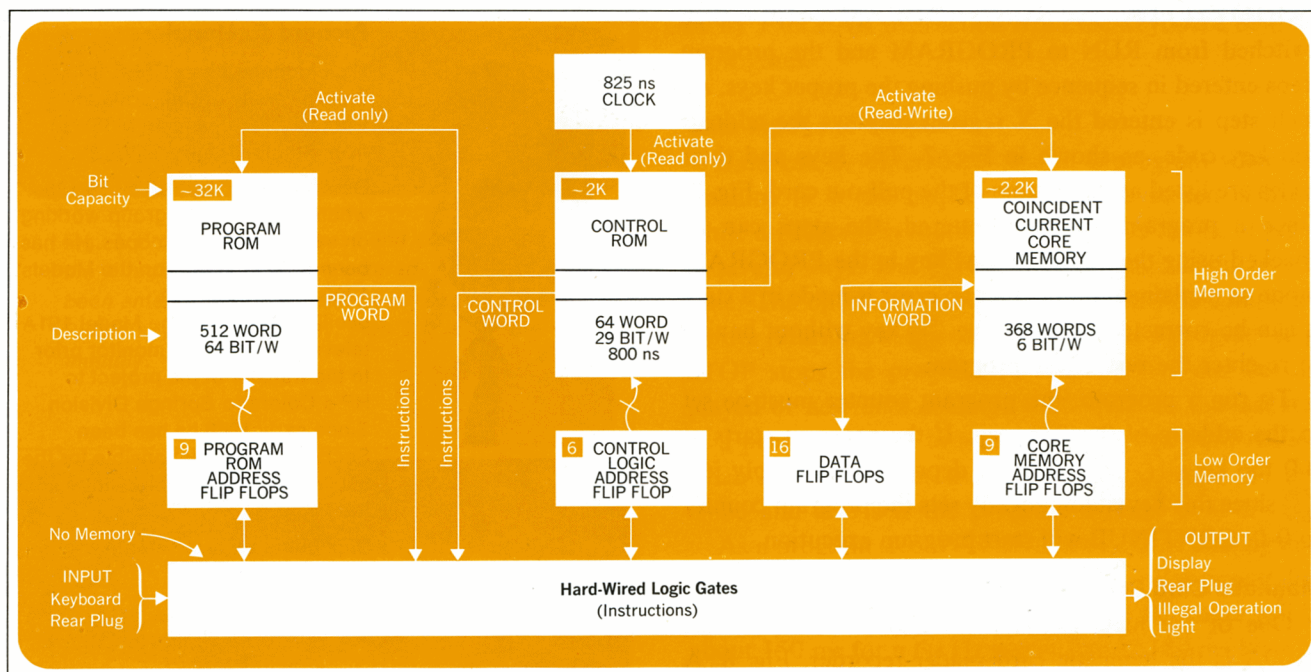 825 ns
CLOCK
Activate
(Read only)
Activate
(Read only)
Activate
(Read-Write)
Bit
Capacity
~32K
PROGRAM
ROM
~2K
CONTROL
ROM
~2.2K
COINCIDENT
CURRENT
CORE
MEMORY
High Order
Memory
PROGRAM
WORD
CONTROL
WORD
INFORMATION
WORD
Description
512 WORD
64 BIT/W
64 WORD
29 BIT/W
800 ns
368 WORDS
6 BIT/W
Instructions
Instructions
9
PROGRAM
ROM
ADDRESS
FLIP FLOPS
6
CONTROL
LOGIC
ADDRESS
FLIP FLOP
16
DATA
FLIP FLOPS
9
CORE
MEMORY
ADDRESS
FLIP FLOPS
Low Order
Memory
No Memory
INPUT
Keyboard
Rear Plug
Hard-Wired Logic Gates
(Instructions)
OUTPUT
Display
Rear Plug
Illegal Operation
Light